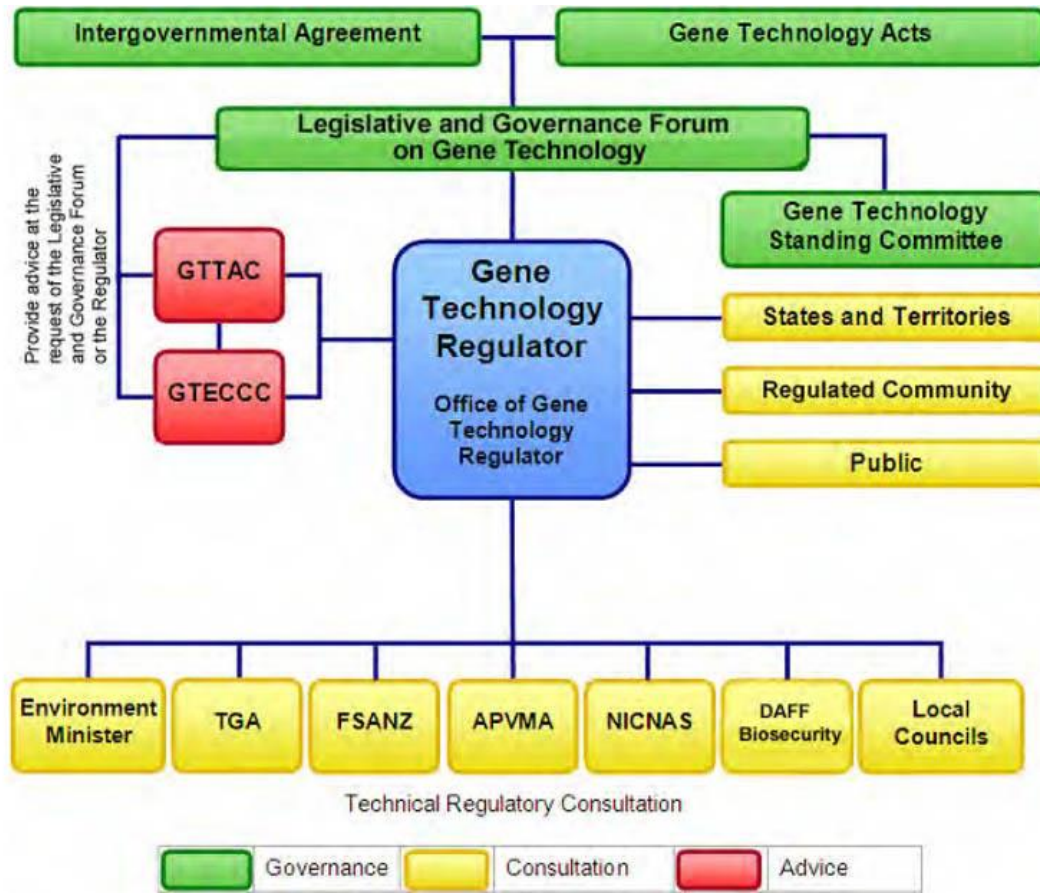 Intergovernmental Agreement
Gene Technology Acts
Legislative and Governance Forum
on Gene Technology
Provide advice at the
request of the Legislative
and Governance Forum
or the Regulator
GTTAC
GTECCC
Gene
Technology
Regulator
Office of Gene
Technology
Regulator
Gene Technology
Standing Committee
States and Territories
Regulated Community
Public
Environment
Minister
TGA
FSANZ
APVMA
NICNAS
DAFF
Biosecurity
Local
Councils
Technical Regulatory Consultation
Governance
Consultation
Advice